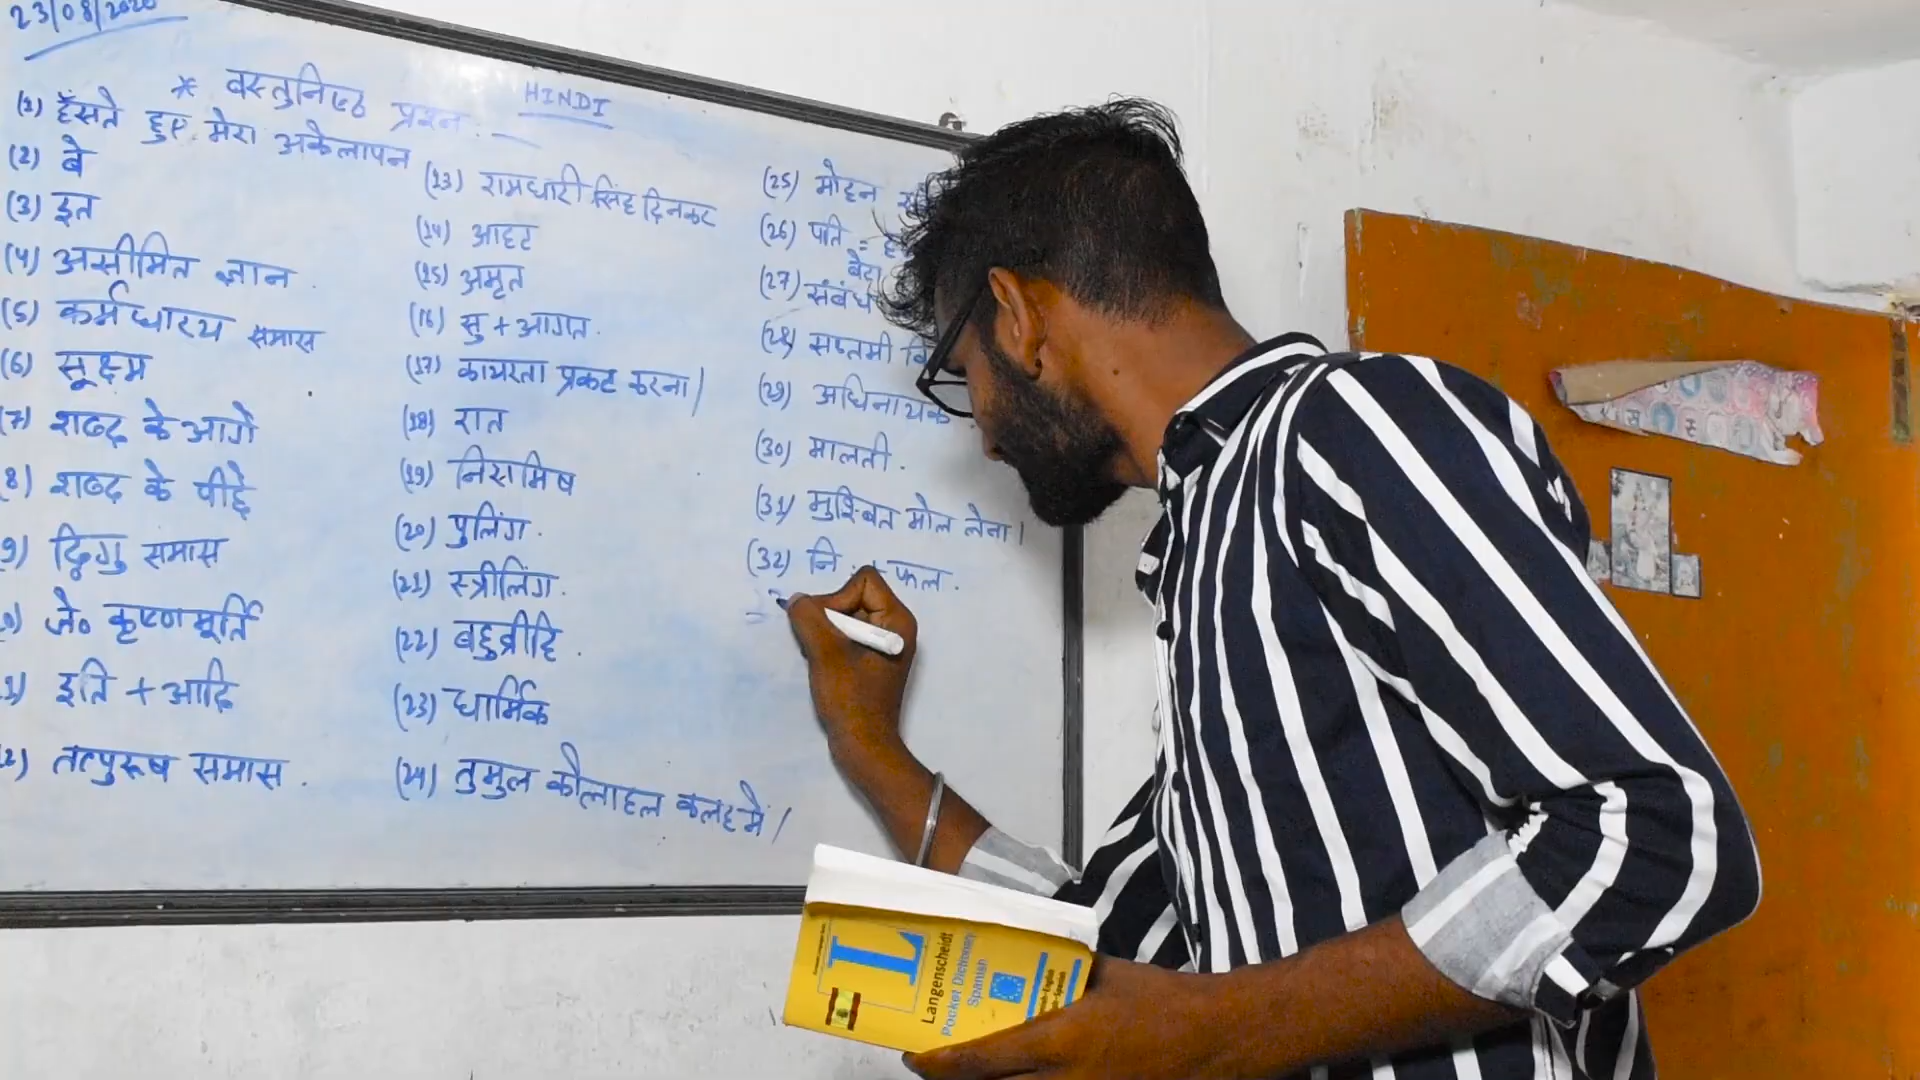 23/08/2020
* वस्तुनिष्ठ प्रश्न.
HINDI
(1) हँसते हुए मेरा अकेलापन
(2) बे
(3) इत
(4) असीमित ज्ञान.
(5) कर्मधारय समास
(6) सूक्ष्म
(7) शब्द के आगे
8) शब्द के पीछे
9) द्विगु समास
0) जे० कृष्णमूर्ति
1) इति + आदि
2) तत्पुरूष समास.
(13) रामधारी सिंह दिनकर
(14) आहट
(15) अमृत
(16) सु + आगत.
(17) कायरता प्रकट करना।
(18) रात
(19) निरामिष
(20) पुलिंग.
(21) स्त्रीलिंग.
(22) बहुव्रीहि.
(23) धार्मिक
(24) तुमुल कोलाहल कलह में।
(25) मोहन
(26) पति =
बेटा
(27) संबंध
(28) सप्तमी
(29) अधिनायक
(30) मालती.
(31) मुश्किल मोल लेना।
(32) नि: + फल.
L
Langenscheidt
Pocket Dictionary
Spanish